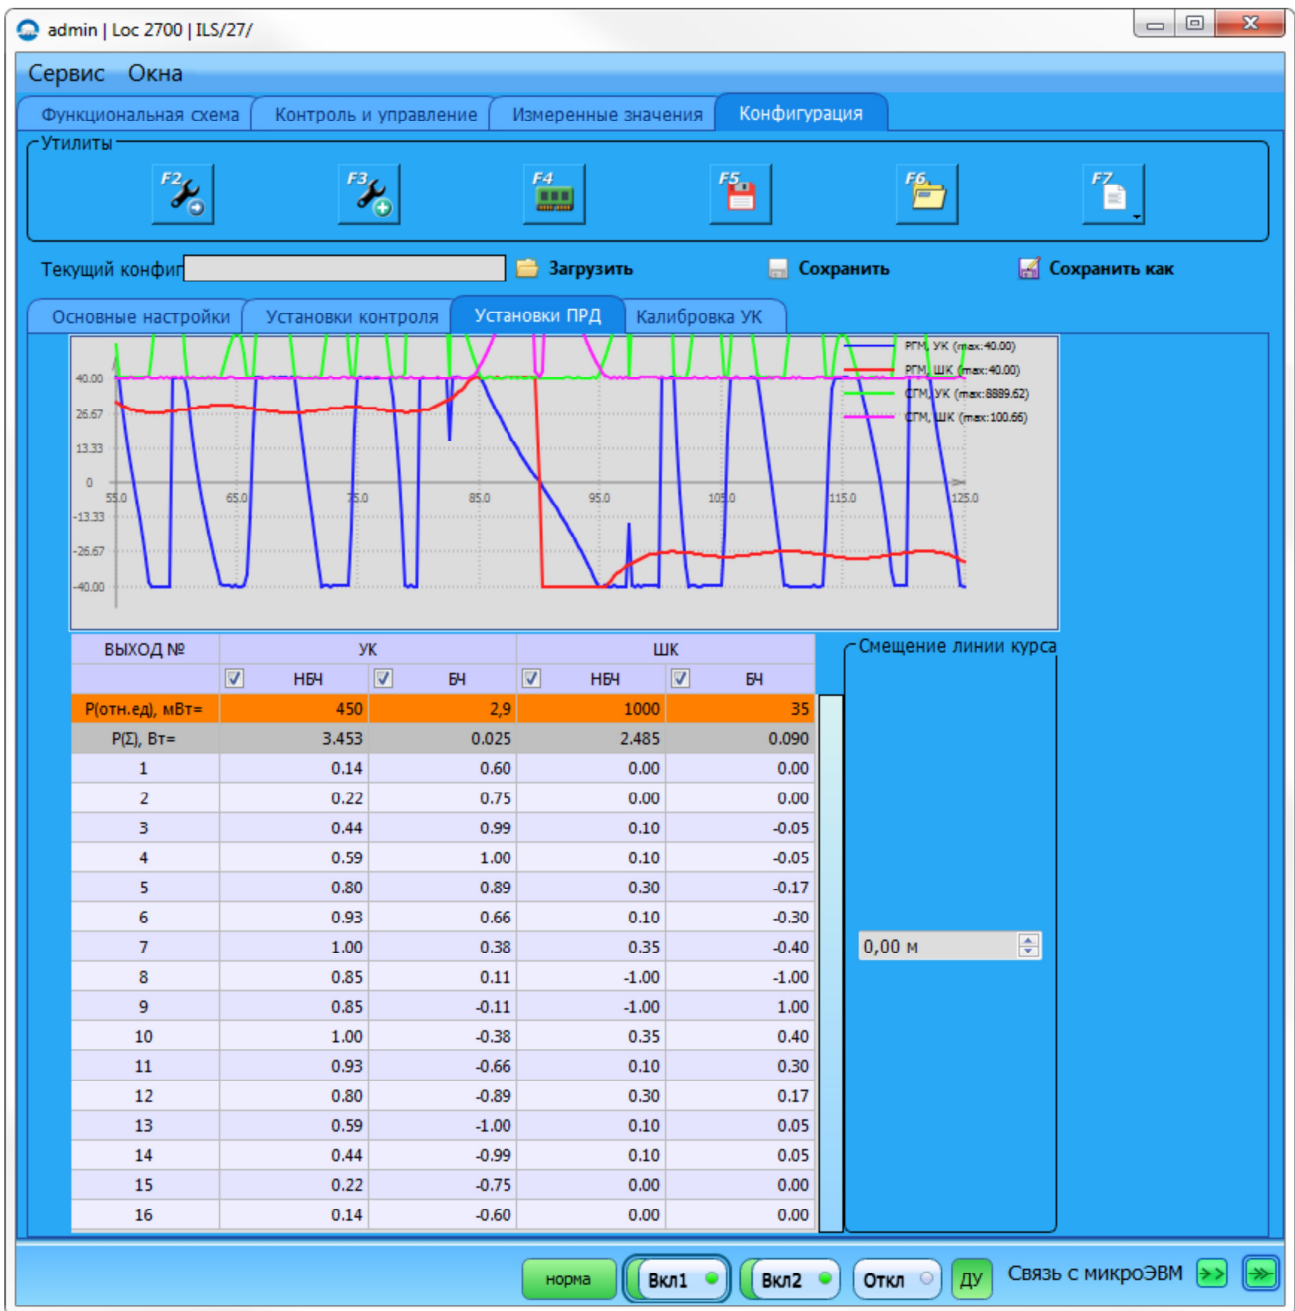 admin | Loc 2700 | ILS/27/
Сервис Окна
Функциональная схема Контроль и управление Измеренные значения Конфигурация
Утилиты
F2 F3 F4 F5 F6 F7
Текущий конфиг Загрузить Сохранить Сохранить как
Основные настройки Установки контроля Установки ПРД Калибровка УК
РГМ, УК (max:40.00)
РГМ, ШК (max:40.00)
СГМ, УК (max:8889.62)
СГМ, ШК (max:100.66)
40.00
26.67
13.33
0
-13.33
-26.67
-40.00
55.0 65.0 75.0 85.0 95.0 105.0 115.0 125.0
ВЫХОД № УК ШК
НБЧ БЧ НБЧ БЧ
Р(отн.ед), мВт= 450 2,9 1000 35
Р(Σ), Вт= 3.453 0.025 2.485 0.090
1 0.14 0.60 0.00 0.00
2 0.22 0.75 0.00 0.00
3 0.44 0.99 0.10 -0.05
4 0.59 1.00 0.10 -0.05
5 0.80 0.89 0.30 -0.17
6 0.93 0.66 0.10 -0.30
7 1.00 0.38 0.35 -0.40
8 0.85 0.11 -1.00 -1.00
9 0.85 -0.11 -1.00 1.00
10 1.00 -0.38 0.35 0.40
11 0.93 -0.66 0.10 0.30
12 0.80 -0.89 0.30 0.17
13 0.59 -1.00 0.10 0.05
14 0.44 -0.99 0.10 0.05
15 0.22 -0.75 0.00 0.00
16 0.14 -0.60 0.00 0.00
Смещение линии курса
0,00 м
норма Вкл1 Вкл2 Откл ДУ Связь с микроЭВМ >>